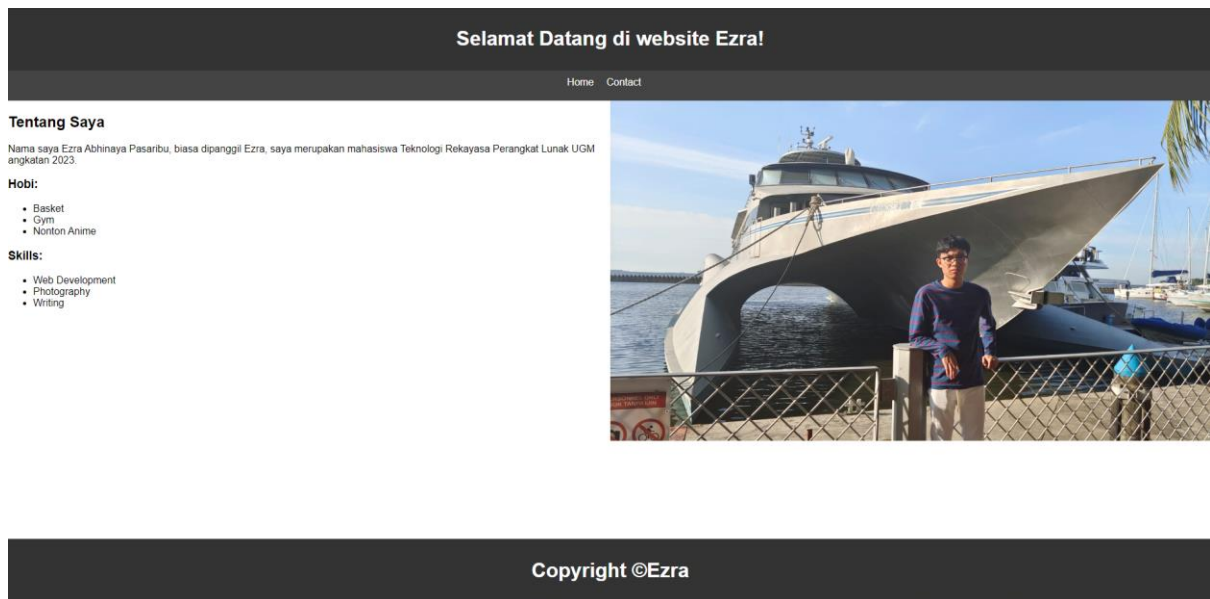 Selamat Datang di website Ezra!
Home Contact
Tentang Saya
Nama saya Ezra Abhinaya Pasaribu, biasa dipanggil Ezra, saya merupakan mahasiswa Teknologi Rekayasa Perangkat Lunak UGM
angkatan 2023.
Hobi:
Basket
Gym
Nonton Anime
Skills:
Web Development
Photography
Writing
Copyright ©Ezra